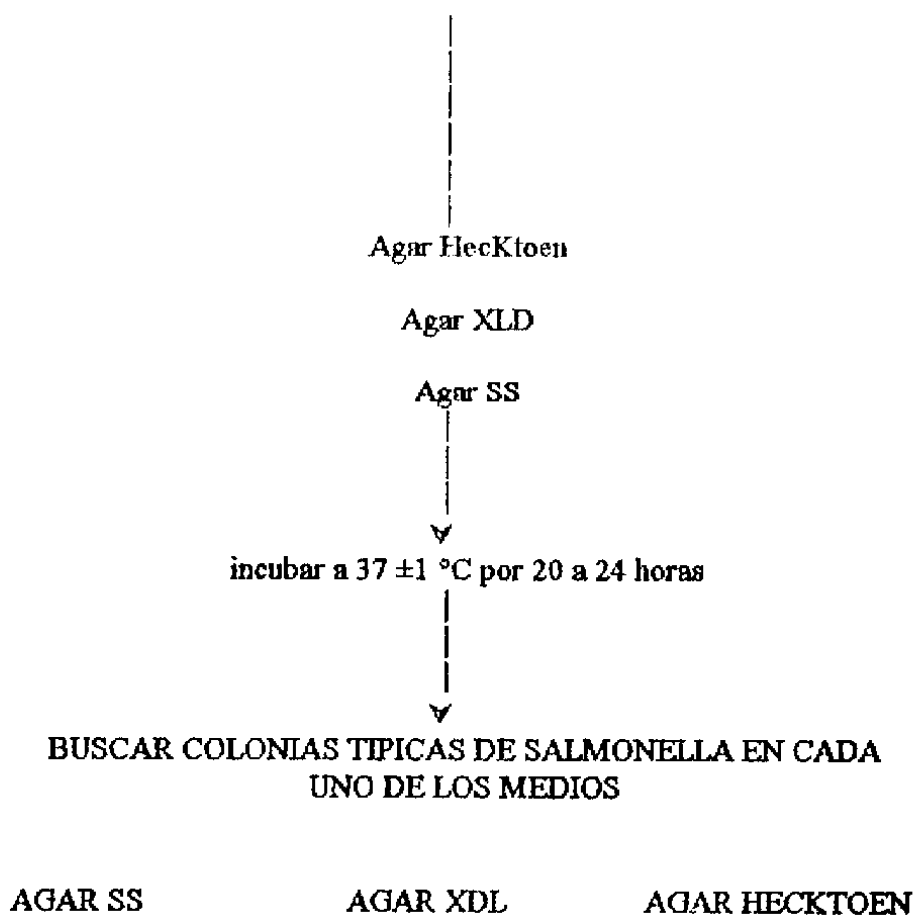 Agar HecKtoen
Agar XLD
Agar SS
incubar a 37 ±1 °C por 20 a 24 horas
BUSCAR COLONIAS TIPICAS DE SALMONELLA EN CADA
UNO DE LOS MEDIOS
AGAR SS AGAR XDL AGAR HECKTOEN